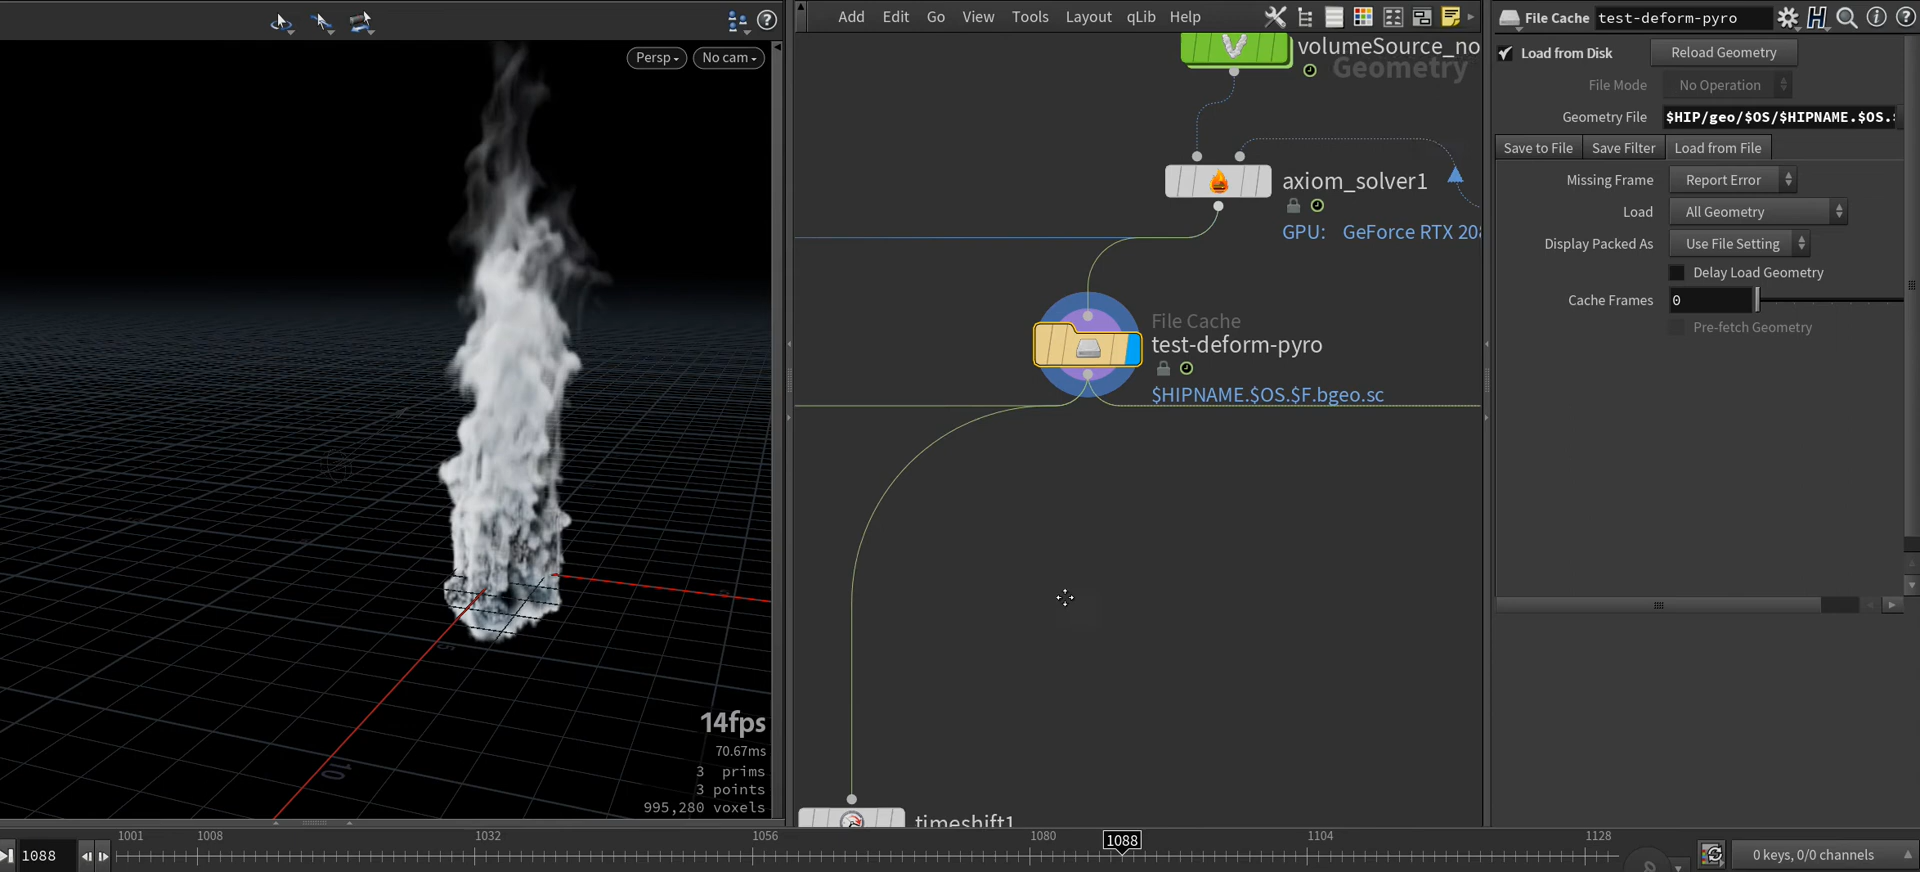 Add Edit Go View Tools Layout qLib Help
File Cache test-deform-pyro
Persp
No cam
volumeSource_no
Geometry
Load from Disk
Reload Geometry
File Mode No Operation
Geometry File $HIP/geo/$OS/$HIPNAME.$OS.
Save to File Save Filter Load from File
axiom_solver1
GPU: GeForce RTX 208
Missing Frame Report Error
Load All Geometry
Display Packed As Use File Setting
Delay Load Geometry
Cache Frames 0
Pre-fetch Geometry
File Cache
test-deform-pyro
$HIPNAME.$OS.$F.bgeo.sc
5
10
14fps
70.67ms
3 prims
3 points
995,280 voxels
timeshift1
1001 1008 1032 1056 1080 1104 1128
1088
1088
0 keys, 0/0 channels